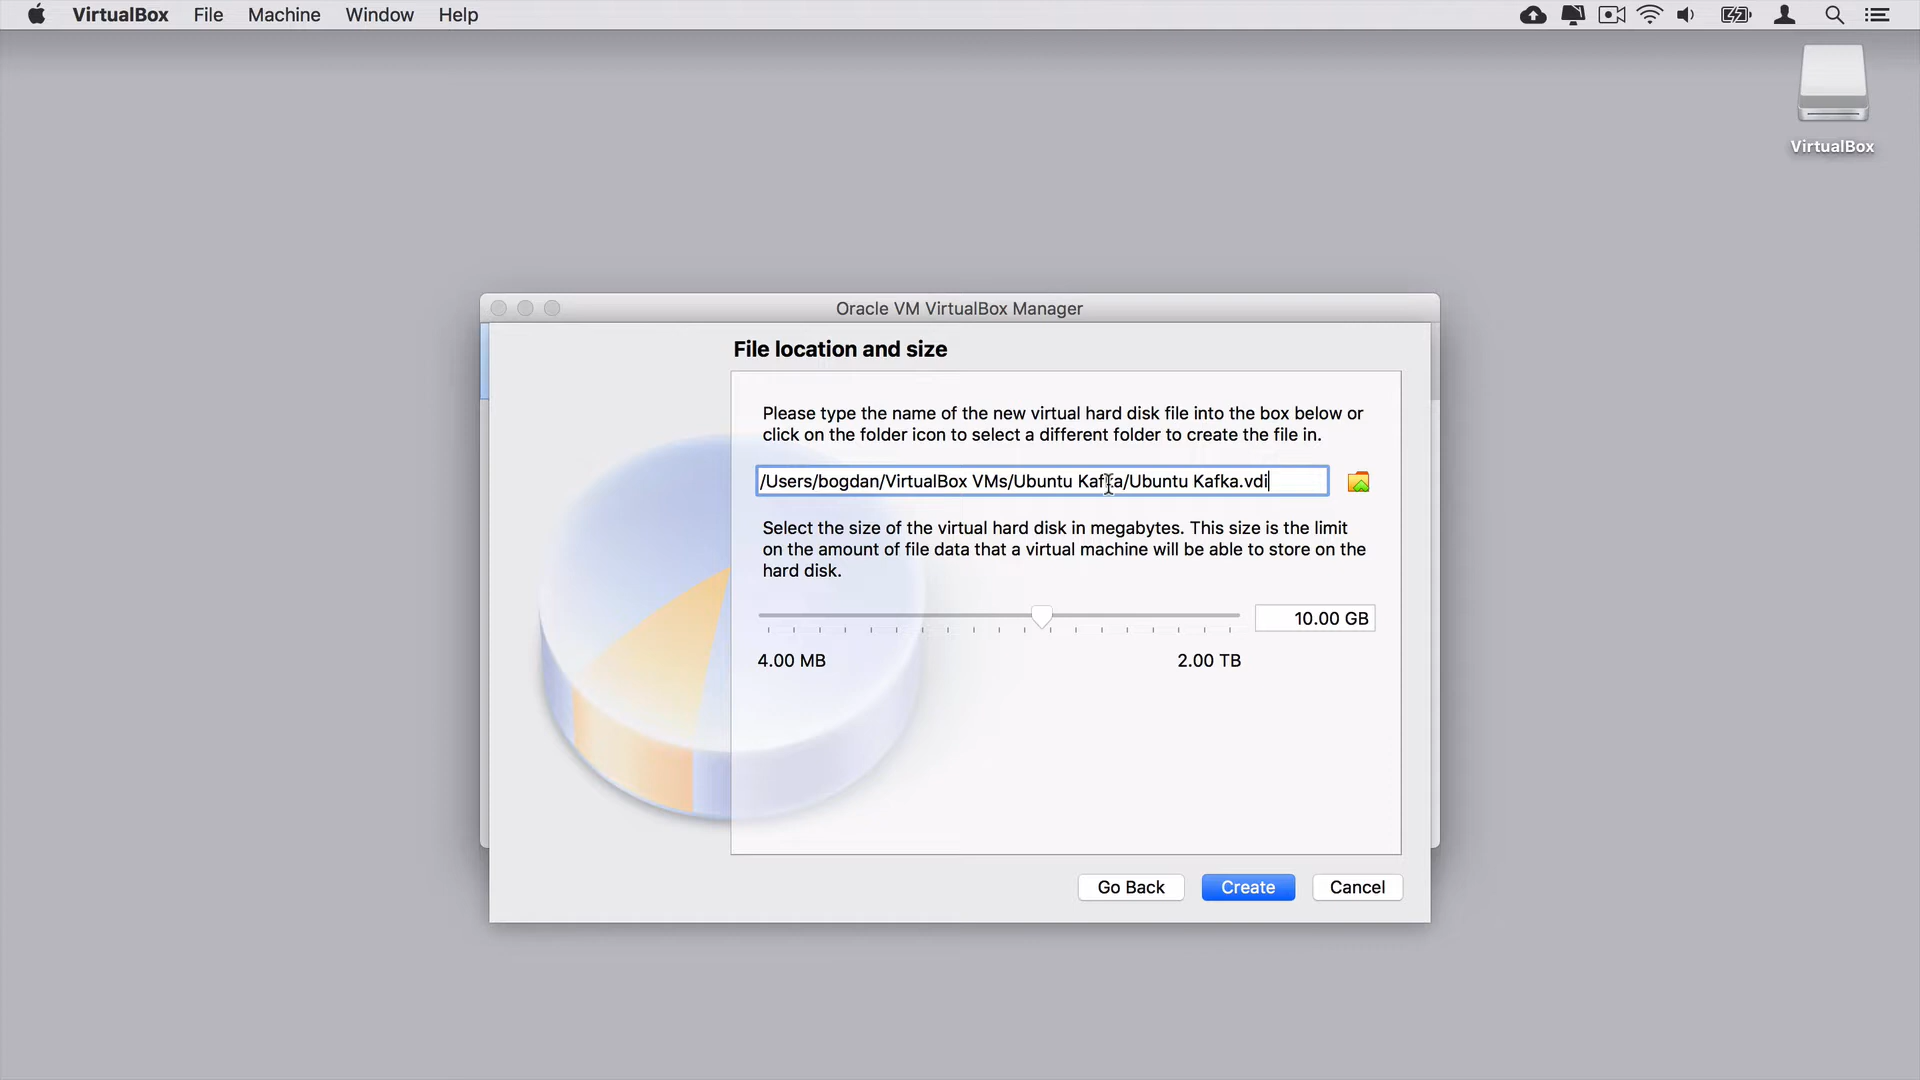 VirtualBox File Machine Window Help
VirtualBox
Oracle VM VirtualBox Manager
File location and size
Please type the name of the new virtual hard disk file into the box below or
click on the folder icon to select a different folder to create the file in.
/Users/bogdan/VirtualBox VMs/Ubuntu Kafka/Ubuntu Kafka.vdi
Select the size of the virtual hard disk in megabytes. This size is the limit
on the amount of file data that a virtual machine will be able to store on the
hard disk.
10.00 GB
4.00 MB 2.00 TB
Go Back Create Cancel